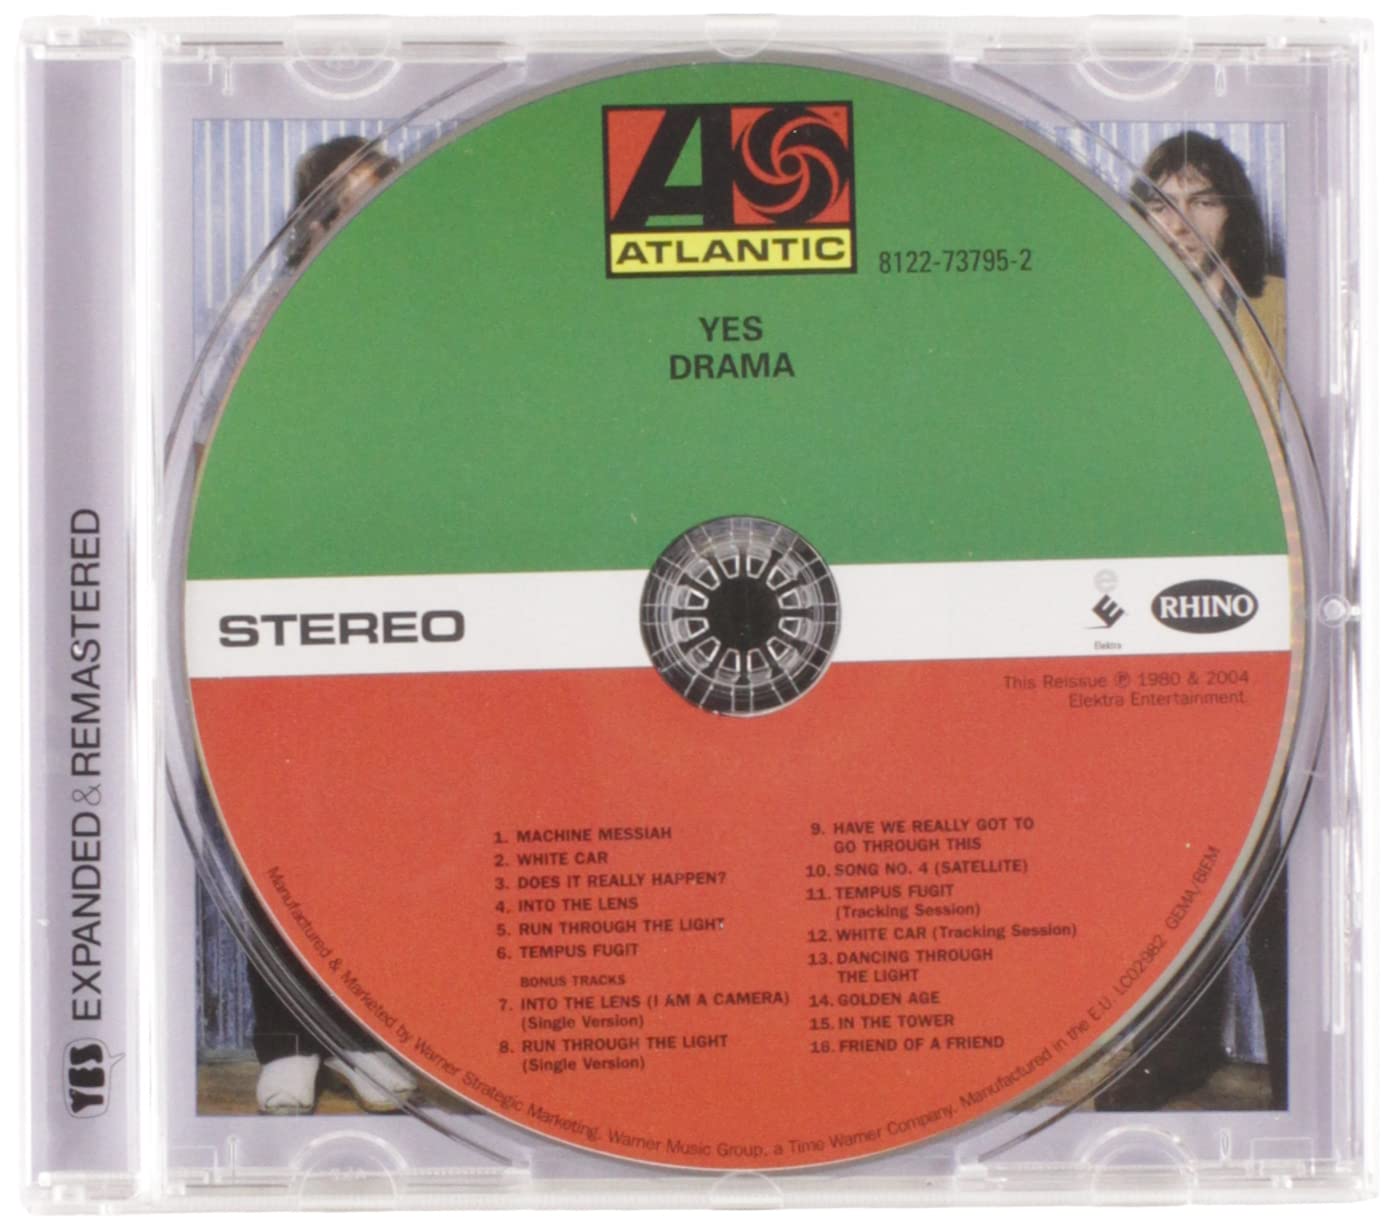 YES EXPANDED & REMASTERED
ATLANTIC
8122-73795-2
YES
DRAMA
STEREO
e
E
Elektra
RHINO
This Reissue ℗ 1980 & 2004
Elektra Entertainment.
1. MACHINE MESSIAH
2. WHITE CAR
3. DOES IT REALLY HAPPEN?
4. INTO THE LENS
5. RUN THROUGH THE LIGHT
6. TEMPUS FUGIT
BONUS TRACKS
7. INTO THE LENS (I AM A CAMERA)
(Single Version)
8. RUN THROUGH THE LIGHT
(Single Version)
9. HAVE WE REALLY GOT TO
GO THROUGH THIS
10. SONG NO. 4 (SATELLITE)
11. TEMPUS FUGIT
(Tracking Session)
12. WHITE CAR (Tracking Session)
13. DANCING THROUGH
THE LIGHT
14. GOLDEN AGE
15. IN THE TOWER
16. FRIEND OF A FRIEND
Manufactured & Marketed by Warner Strategic Marketing. Warner Music Group, a Time Warner Company. Manufactured in the E.U. LC02982 GEMA/BIEM